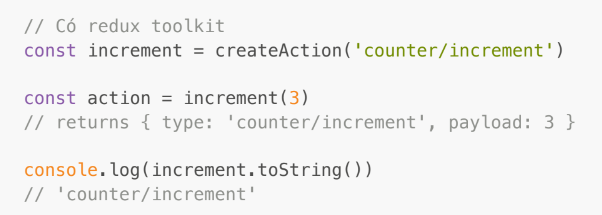 // Có redux toolkit
const increment = createAction('counter/increment')
const action = increment(3)
// returns { type: 'counter/increment', payload: 3 }
console.log(increment.toString())
// 'counter/increment'